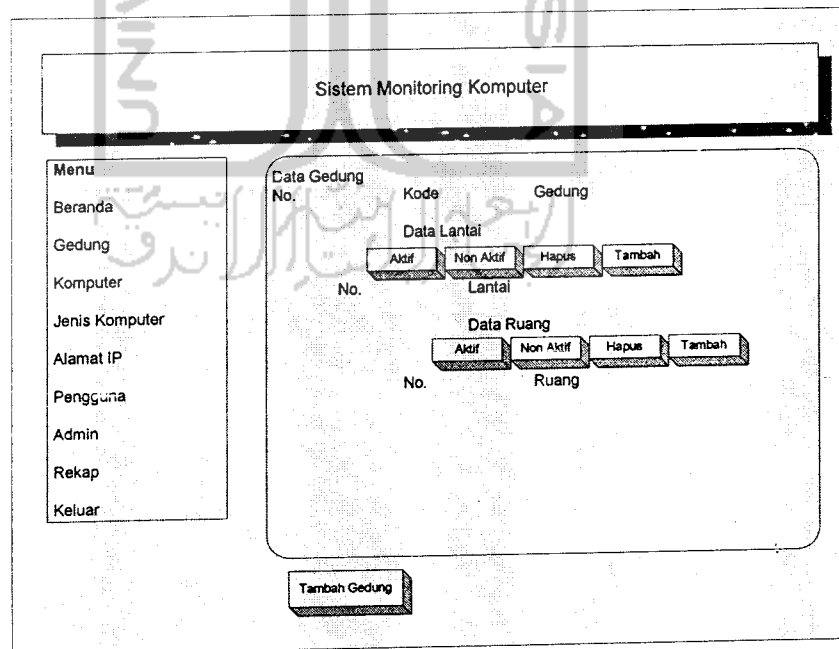 Sistem Monitoring Komputer
Menu
Beranda
Gedung
Komputer
Jenis Komputer
Alamat IP
Pengguna
Admin
Rekap
Keluar
Data Gedung
No. Kode Gedung
Data Lantai
Aktif Non Aktif Hapus Tambah
No. Lantai
Data Ruang
Aktif Non Aktif Hapus Tambah
No. Ruang
Tambah Gedung